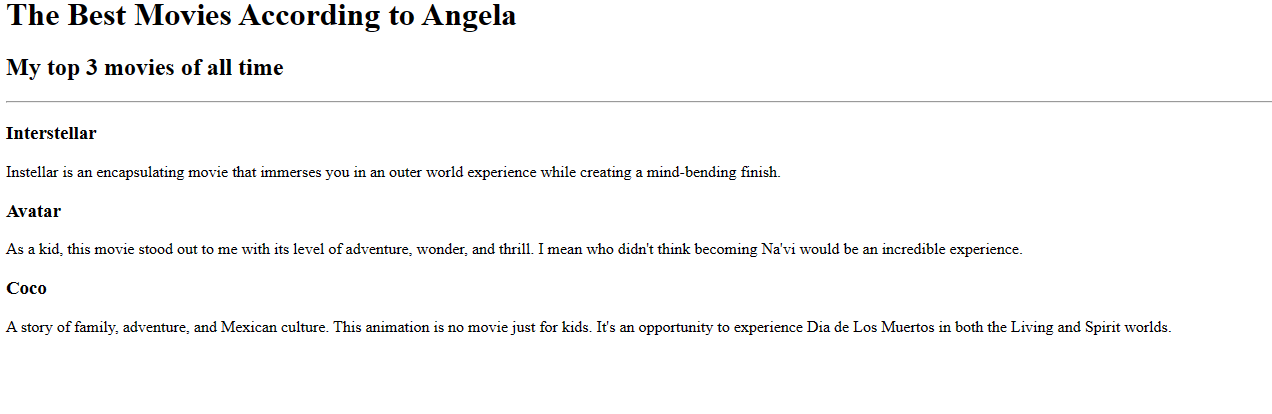 The Best Movies According to Angela
My top 3 movies of all time
Interstellar
Instellar is an encapsulating movie that immerses you in an outer world experience while creating a mind-bending finish.
Avatar
As a kid, this movie stood out to me with its level of adventure, wonder, and thrill. I mean who didn't think becoming Na'vi would be an incredible experience.
Coco
A story of family, adventure, and Mexican culture. This animation is no movie just for kids. It's an opportunity to experience Dia de Los Muertos in both the Living and Spirit worlds.